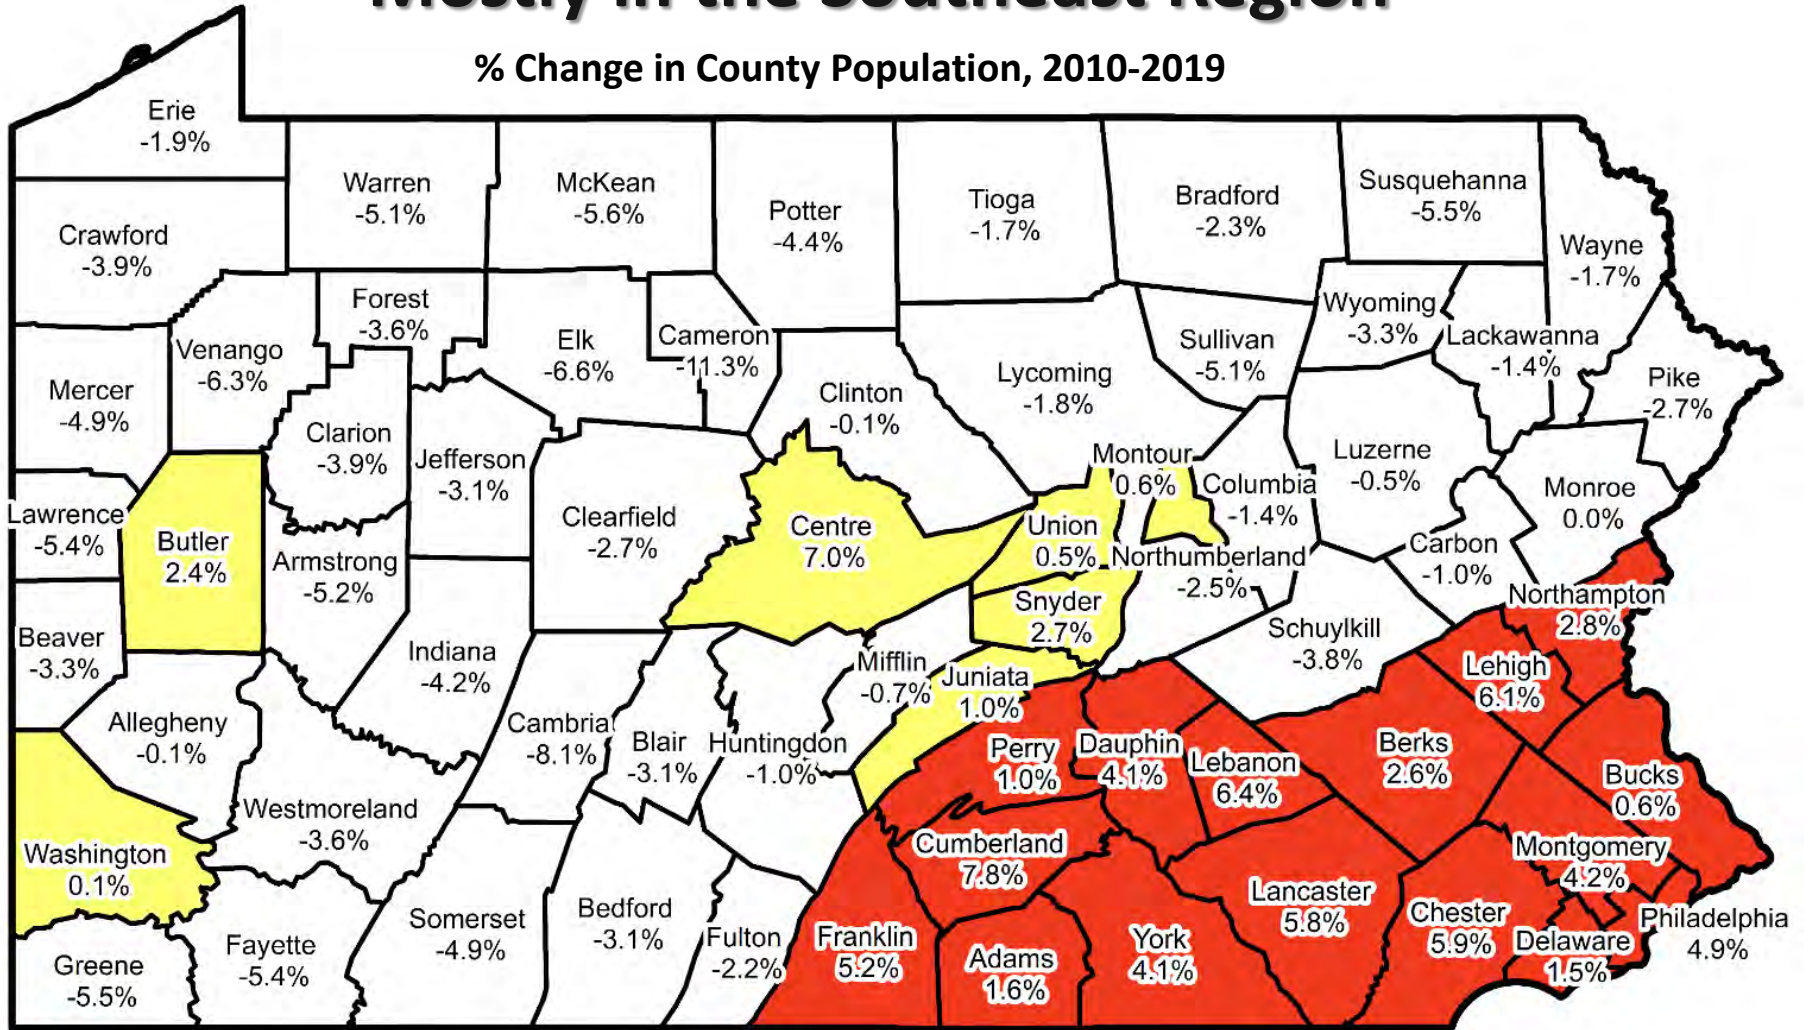 Mostly in the Southeast Region
% Change in County Population, 2010-2019
Erie
-1.9%
Warren
-5.1%
McKean
-5.6%
Potter
-4.4%
Tioga
-1.7%
Bradford
-2.3%
Susquehanna
-5.5%
Wayne
-1.7%
Crawford
-3.9%
Forest
-3.6%
Venango
-6.3%
Elk
-6.6%
Cameron
-11.3%
Clinton
-0.1%
Lycoming
-1.8%
Sullivan
-5.1%
Wyoming
-3.3%
Lackawanna
-1.4%
Pike
-2.7%
Mercer
-4.9%
Clarion
-3.9%
Jefferson
-3.1%
Clearfield
-2.7%
Centre
7.0%
Union
0.5%
Montour
0.6%
Columbia
-1.4%
Luzerne
-0.5%
Monroe
0.0%
Lawrence
-5.4%
Butler
2.4%
Armstrong
-5.2%
Snyder
2.7%
Northumberland
-2.5%
Carbon
-1.0%
Northampton
2.8%
Beaver
-3.3%
Indiana
-4.2%
Mifflin
-0.7%
Juniata
1.0%
Schuylkill
-3.8%
Lehigh
6.1%
Allegheny
-0.1%
Cambria
-8.1%
Blair
-3.1%
Huntingdon
-1.0%
Perry
1.0%
Dauphin
4.1%
Lebanon
6.4%
Berks
2.6%
Bucks
0.6%
Westmoreland
-3.6%
Washington
0.1%
Cumberland
7.8%
Montgomery
4.2%
Greene
-5.5%
Fayette
-5.4%
Somerset
-4.9%
Bedford
-3.1%
Fulton
-2.2%
Franklin
5.2%
Adams
1.6%
York
4.1%
Lancaster
5.8%
Chester
5.9%
Delaware
1.5%
Philadelphia
4.9%